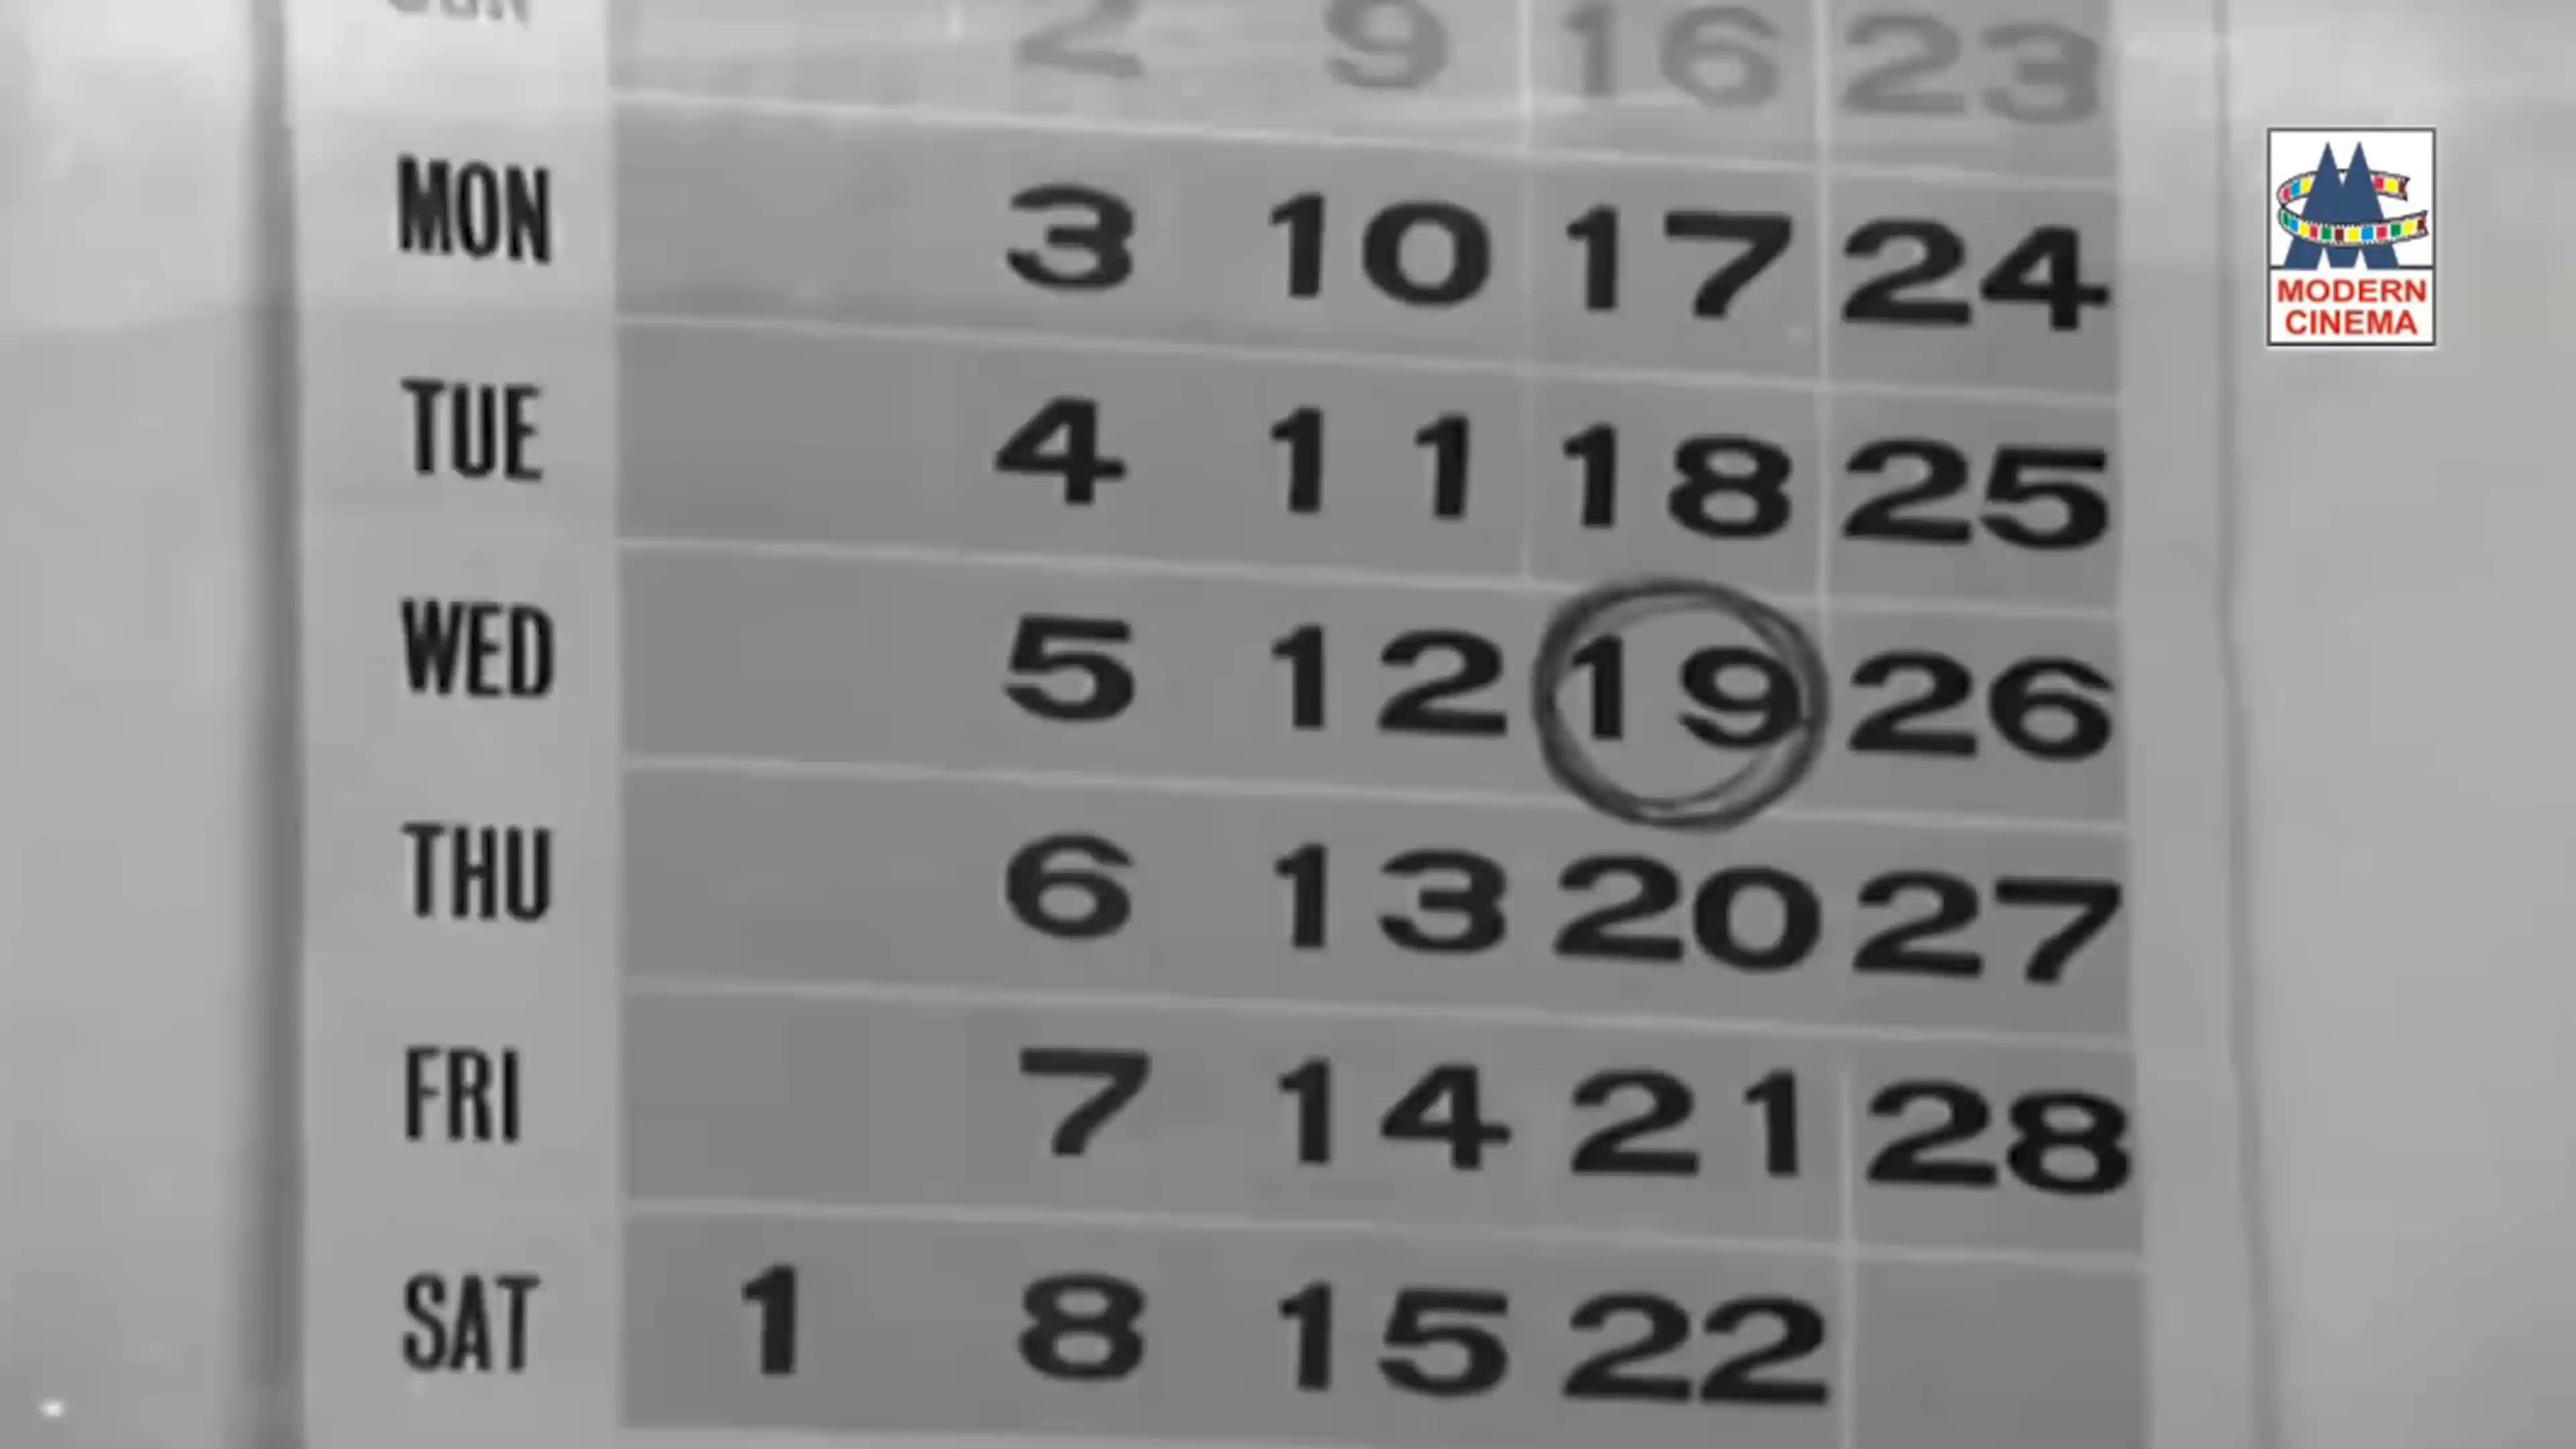 SUN 2 9 16 23
MON 3 10 17 24
TUE 4 11 18 25
WED 5 12 19 26
THU 6 13 20 27
FRI 7 14 21 28
SAT 1 8 15 22
MODERN
CINEMA